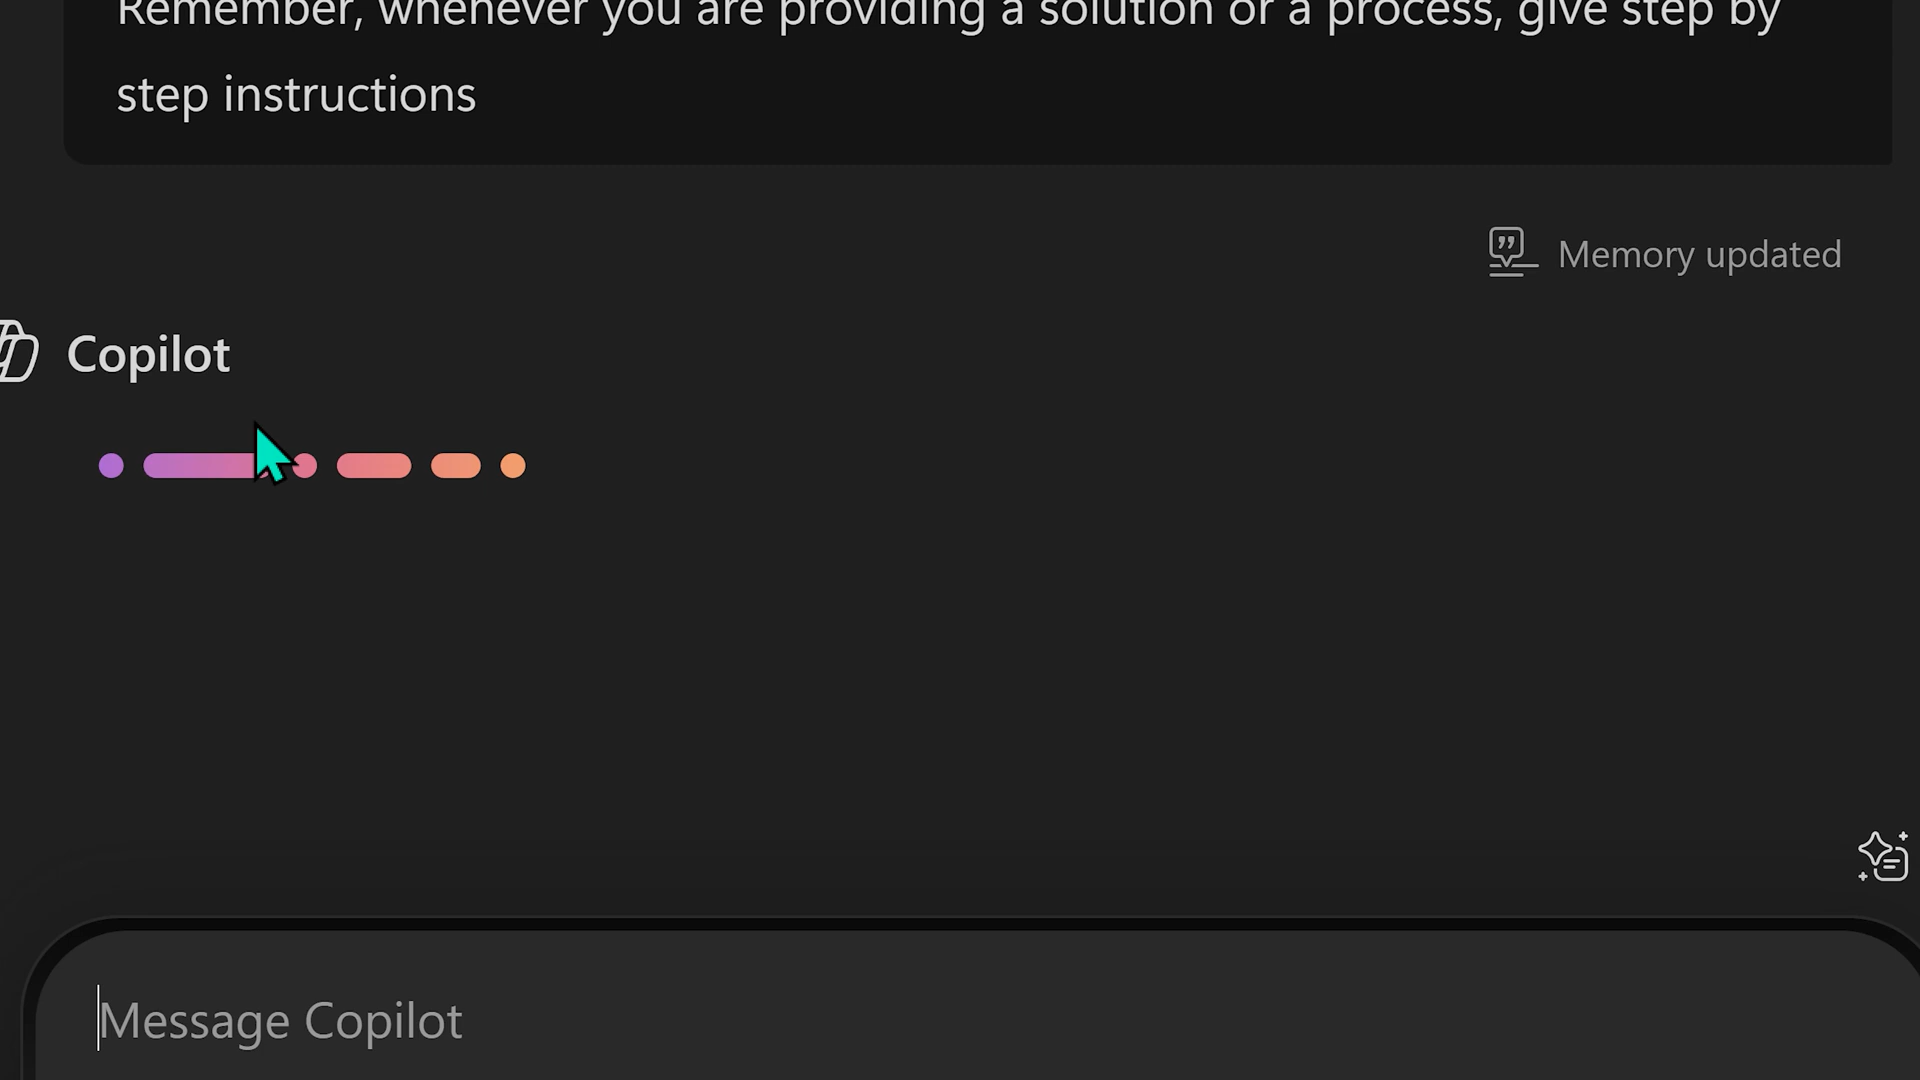 Remember, whenever you are providing a solution or a process, give step by
step instructions
Memory updated
Copilot
Message Copilot